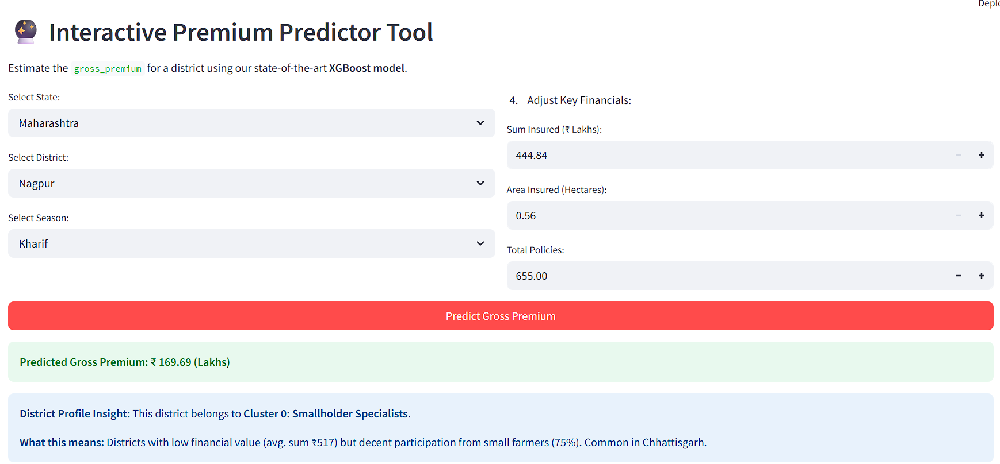 Interactive Premium Predictor Tool
Estimate the gross_premium for a district using our state-of-the-art XGBoost model.
Select State:
Maharashtra
Select District:
Nagpur
Select Season:
Kharif
4. Adjust Key Financials:
Sum Insured (₹ Lakhs):
444.84
Area Insured (Hectares):
0.56
Total Policies:
655.00
Predict Gross Premium
Predicted Gross Premium: ₹ 169.69 (Lakhs)
District Profile Insight: This district belongs to Cluster 0: Smallholder Specialists.
What this means: Districts with low financial value (avg. sum ₹517) but decent participation from small farmers (75%). Common in Chhattisgarh.